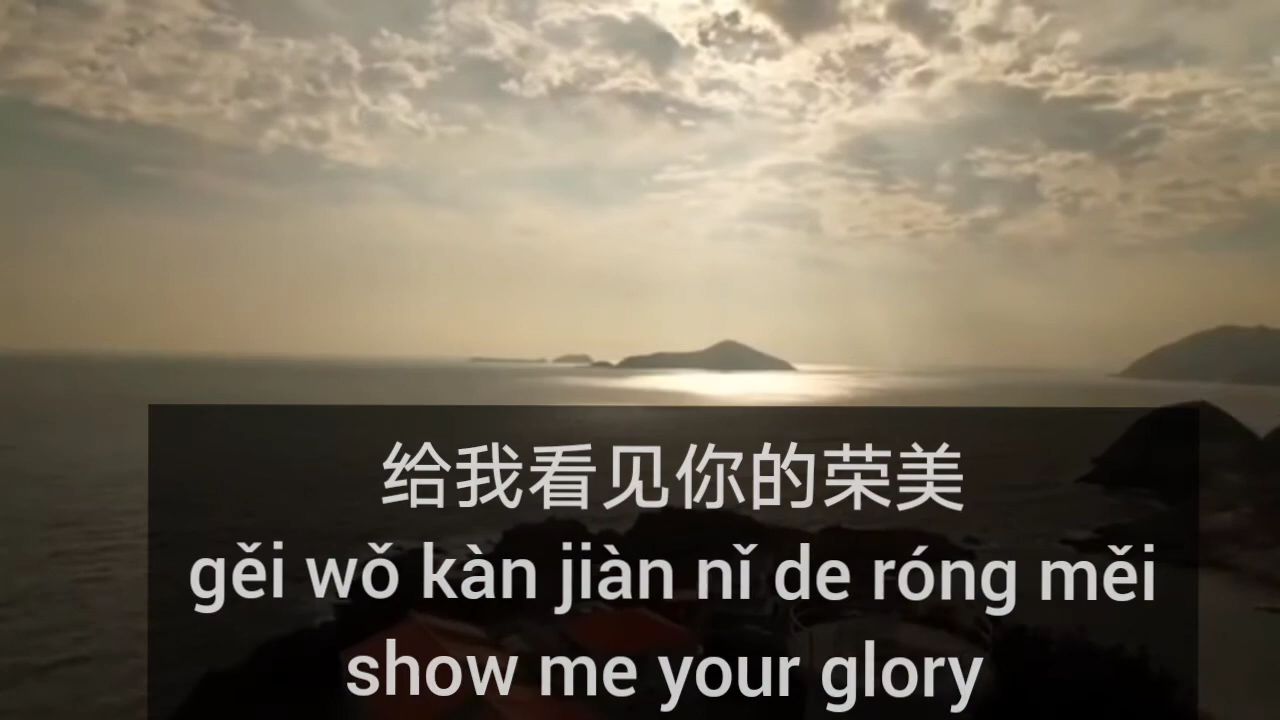 给我看见你的荣美
gěi wǒ kàn jiàn nǐ de róng měi
show me your glory